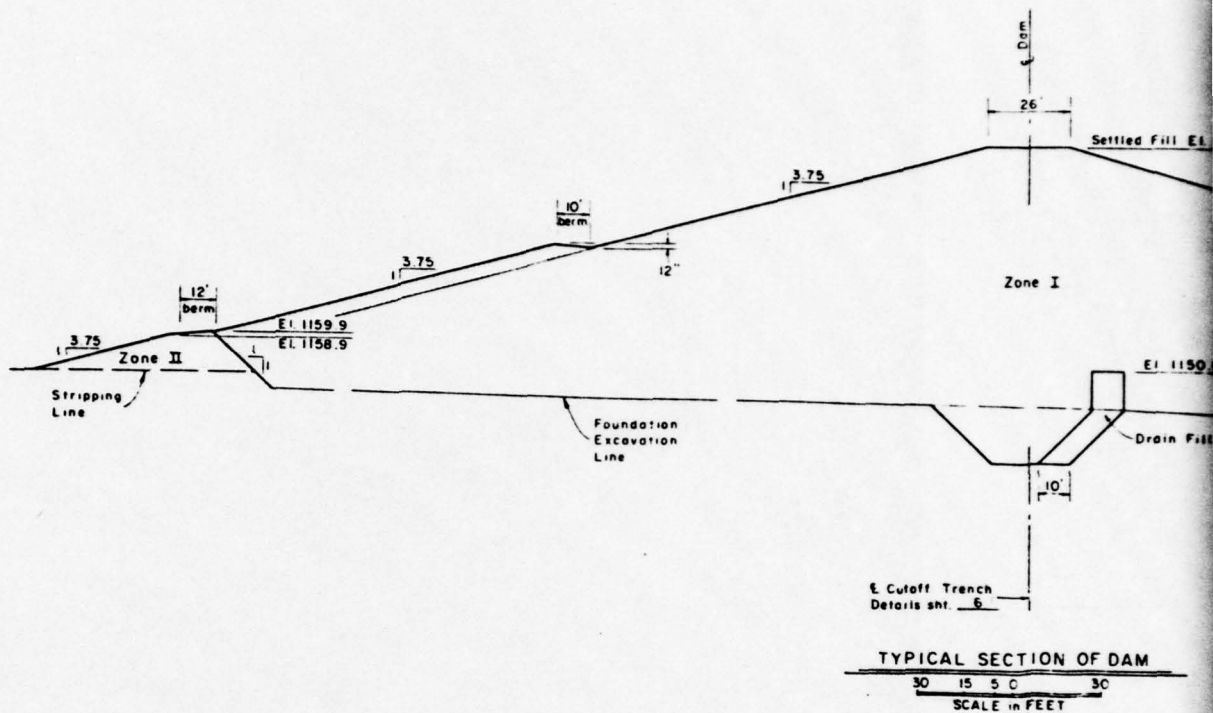 ℄ Dam
26'
Settled Fill El.
3.75
1
10'
berm
12"
3.75
1
Zone I
12'
berm
El. 1159.9
El. 1158.9
3.75
1
Zone II
1
1
El. 1150.
Stripping
Line
Foundation
Excavation
Line
Drain Fill
10'
℄ Cutoff Trench
Details sht. 6
TYPICAL SECTION OF DAM
30 15 5 0 30
SCALE in FEET